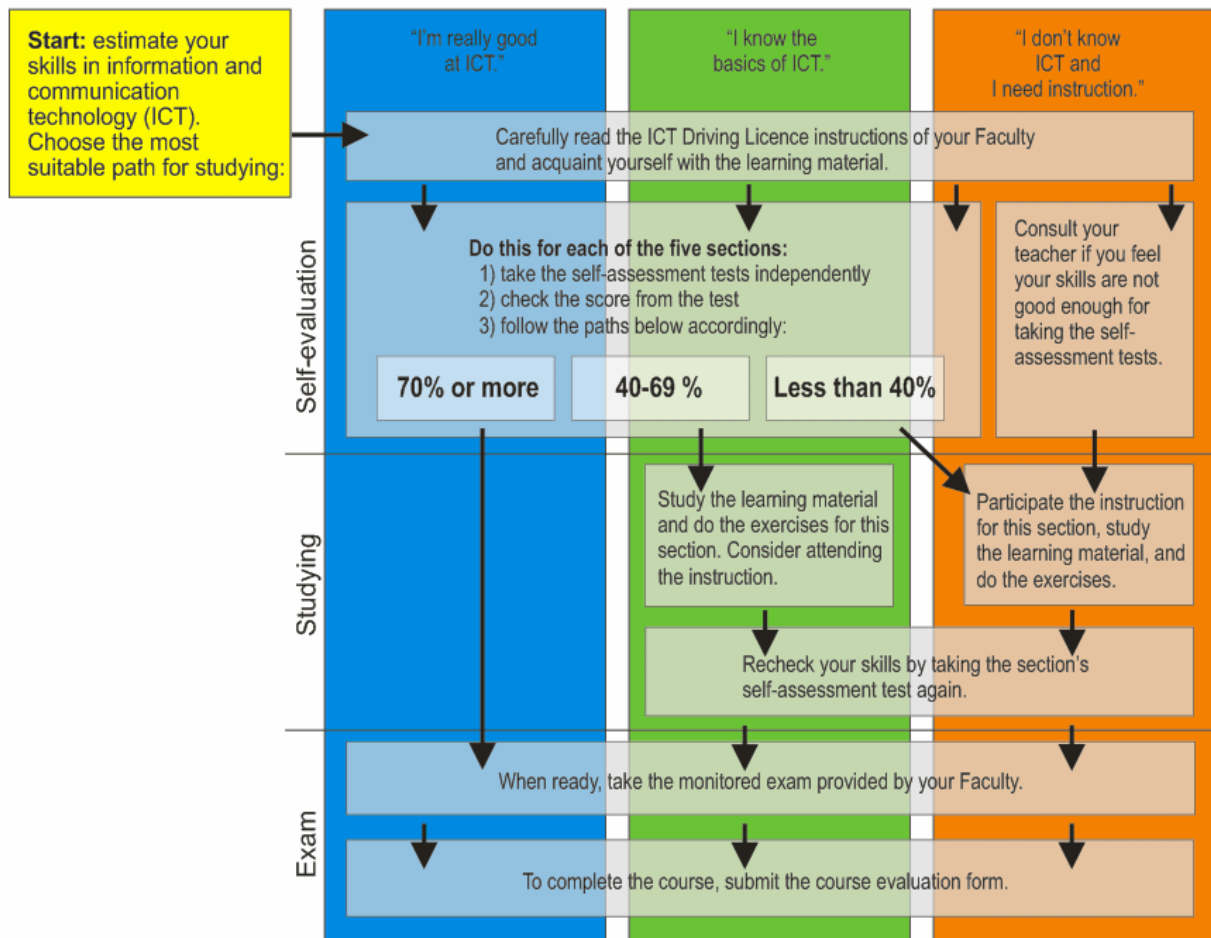 Start: estimate your
skills in information and
communication
technology (ICT).
Choose the most
suitable path for studying:
“I’m really good
at ICT.”
“I know the
basics of ICT.”
“I don’t know
ICT and
I need instruction.”
Carefully read the ICT Driving Licence instructions of your Faculty
and acquaint yourself with the learning material.
Self-evaluation
Do this for each of the five sections:
1) take the self-assessment tests independently
2) check the score from the test
3) follow the paths below accordingly:
70% or more
40-69 %
Less than 40%
Consult your
teacher if you feel
your skills are not
good enough for
taking the self-
assessment tests.
Studying
Study the learning material
and do the exercises for this
section. Consider attending
the instruction.
Participate the instruction
for this section, study
the learning material, and
do the exercises.
Recheck your skills by taking the section’s
self-assessment test again.
Exam
When ready, take the monitored exam provided by your Faculty.
To complete the course, submit the course evaluation form.